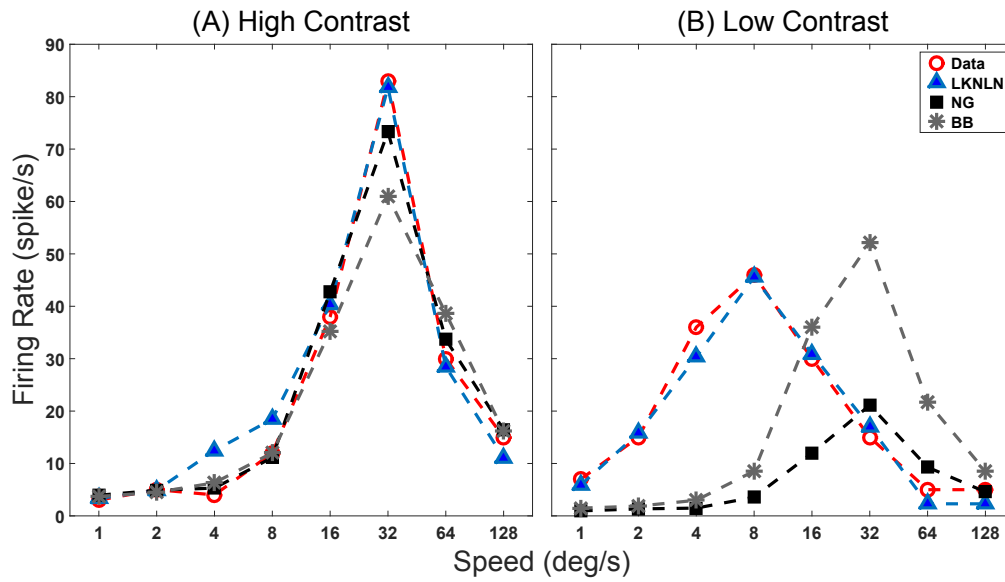 (A) High Contrast
(B) Low Contrast
Data
LKNLN
NG
BB
Firing Rate (spike/s)
90
80
70
60
50
40
30
20
10
0
1 2 4 8 16 32 64 128
1 2 4 8 16 32 64 128
Speed (deg/s)